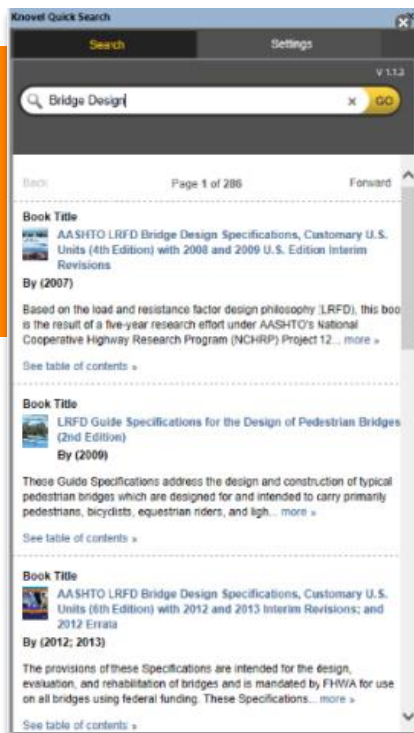 Knovel Quick Search
Search Settings
V 1.1.3
Bridge Design × GO
Back Page 1 of 286 Forward
Book Title
AASHTO LRFD Bridge Design Specifications, Customary U.S.
Units (4th Edition) with 2008 and 2009 U.S. Edition Interim
Revisions
By (2007)
Based on the load and resistance factor design philosophy (LRFD), this boo
is the result of a five-year research effort under AASHTO's National
Cooperative Highway Research Program (NCHRP) Project 12... more »
See table of contents »
Book Title
LRFD Guide Specifications for the Design of Pedestrian Bridges
(2nd Edition)
By (2009)
These Guide Specifications address the design and construction of typical
pedestrian bridges which are designed for and intended to carry primarily
pedestrians, bicyclists, equestrian riders, and ligh... more »
See table of contents »
Book Title
AASHTO LRFD Bridge Design Specifications, Customary U.S.
Units (6th Edition) with 2012 and 2013 Interim Revisions; and
2012 Errata
By (2012; 2013)
The provisions of these Specifications are intended for the design,
evaluation, and rehabilitation of bridges and is mandated by FHWA for use
on all bridges using federal funding. These Specifications... more »
See table of contents »